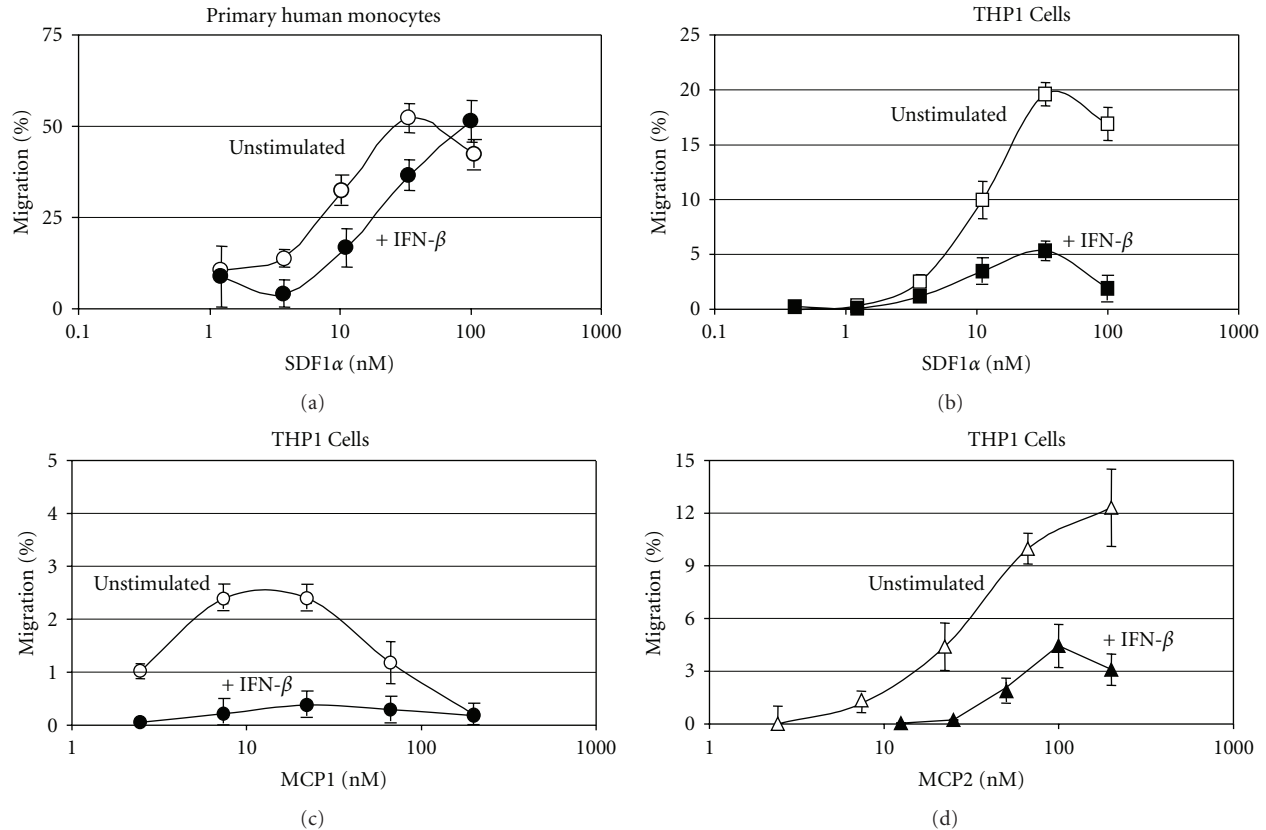 Primary human monocytes
75
50
25
0
0.1
1
10
100
1000
Migration (%)
Unstimulated
+ IFN-β
SDF1α (nM)
(a)
THP1 Cells
25
20
15
10
5
0
0.1
1
10
100
1000
Migration (%)
Unstimulated
+ IFN-β
SDF1α (nM)
(b)
THP1 Cells
5
4
3
2
1
0
1
10
100
1000
Migration (%)
Unstimulated
+ IFN-β
MCP1 (nM)
(c)
THP1 Cells
15
12
9
6
3
0
1
10
100
1000
Migration (%)
Unstimulated
+ IFN-β
MCP2 (nM)
(d)